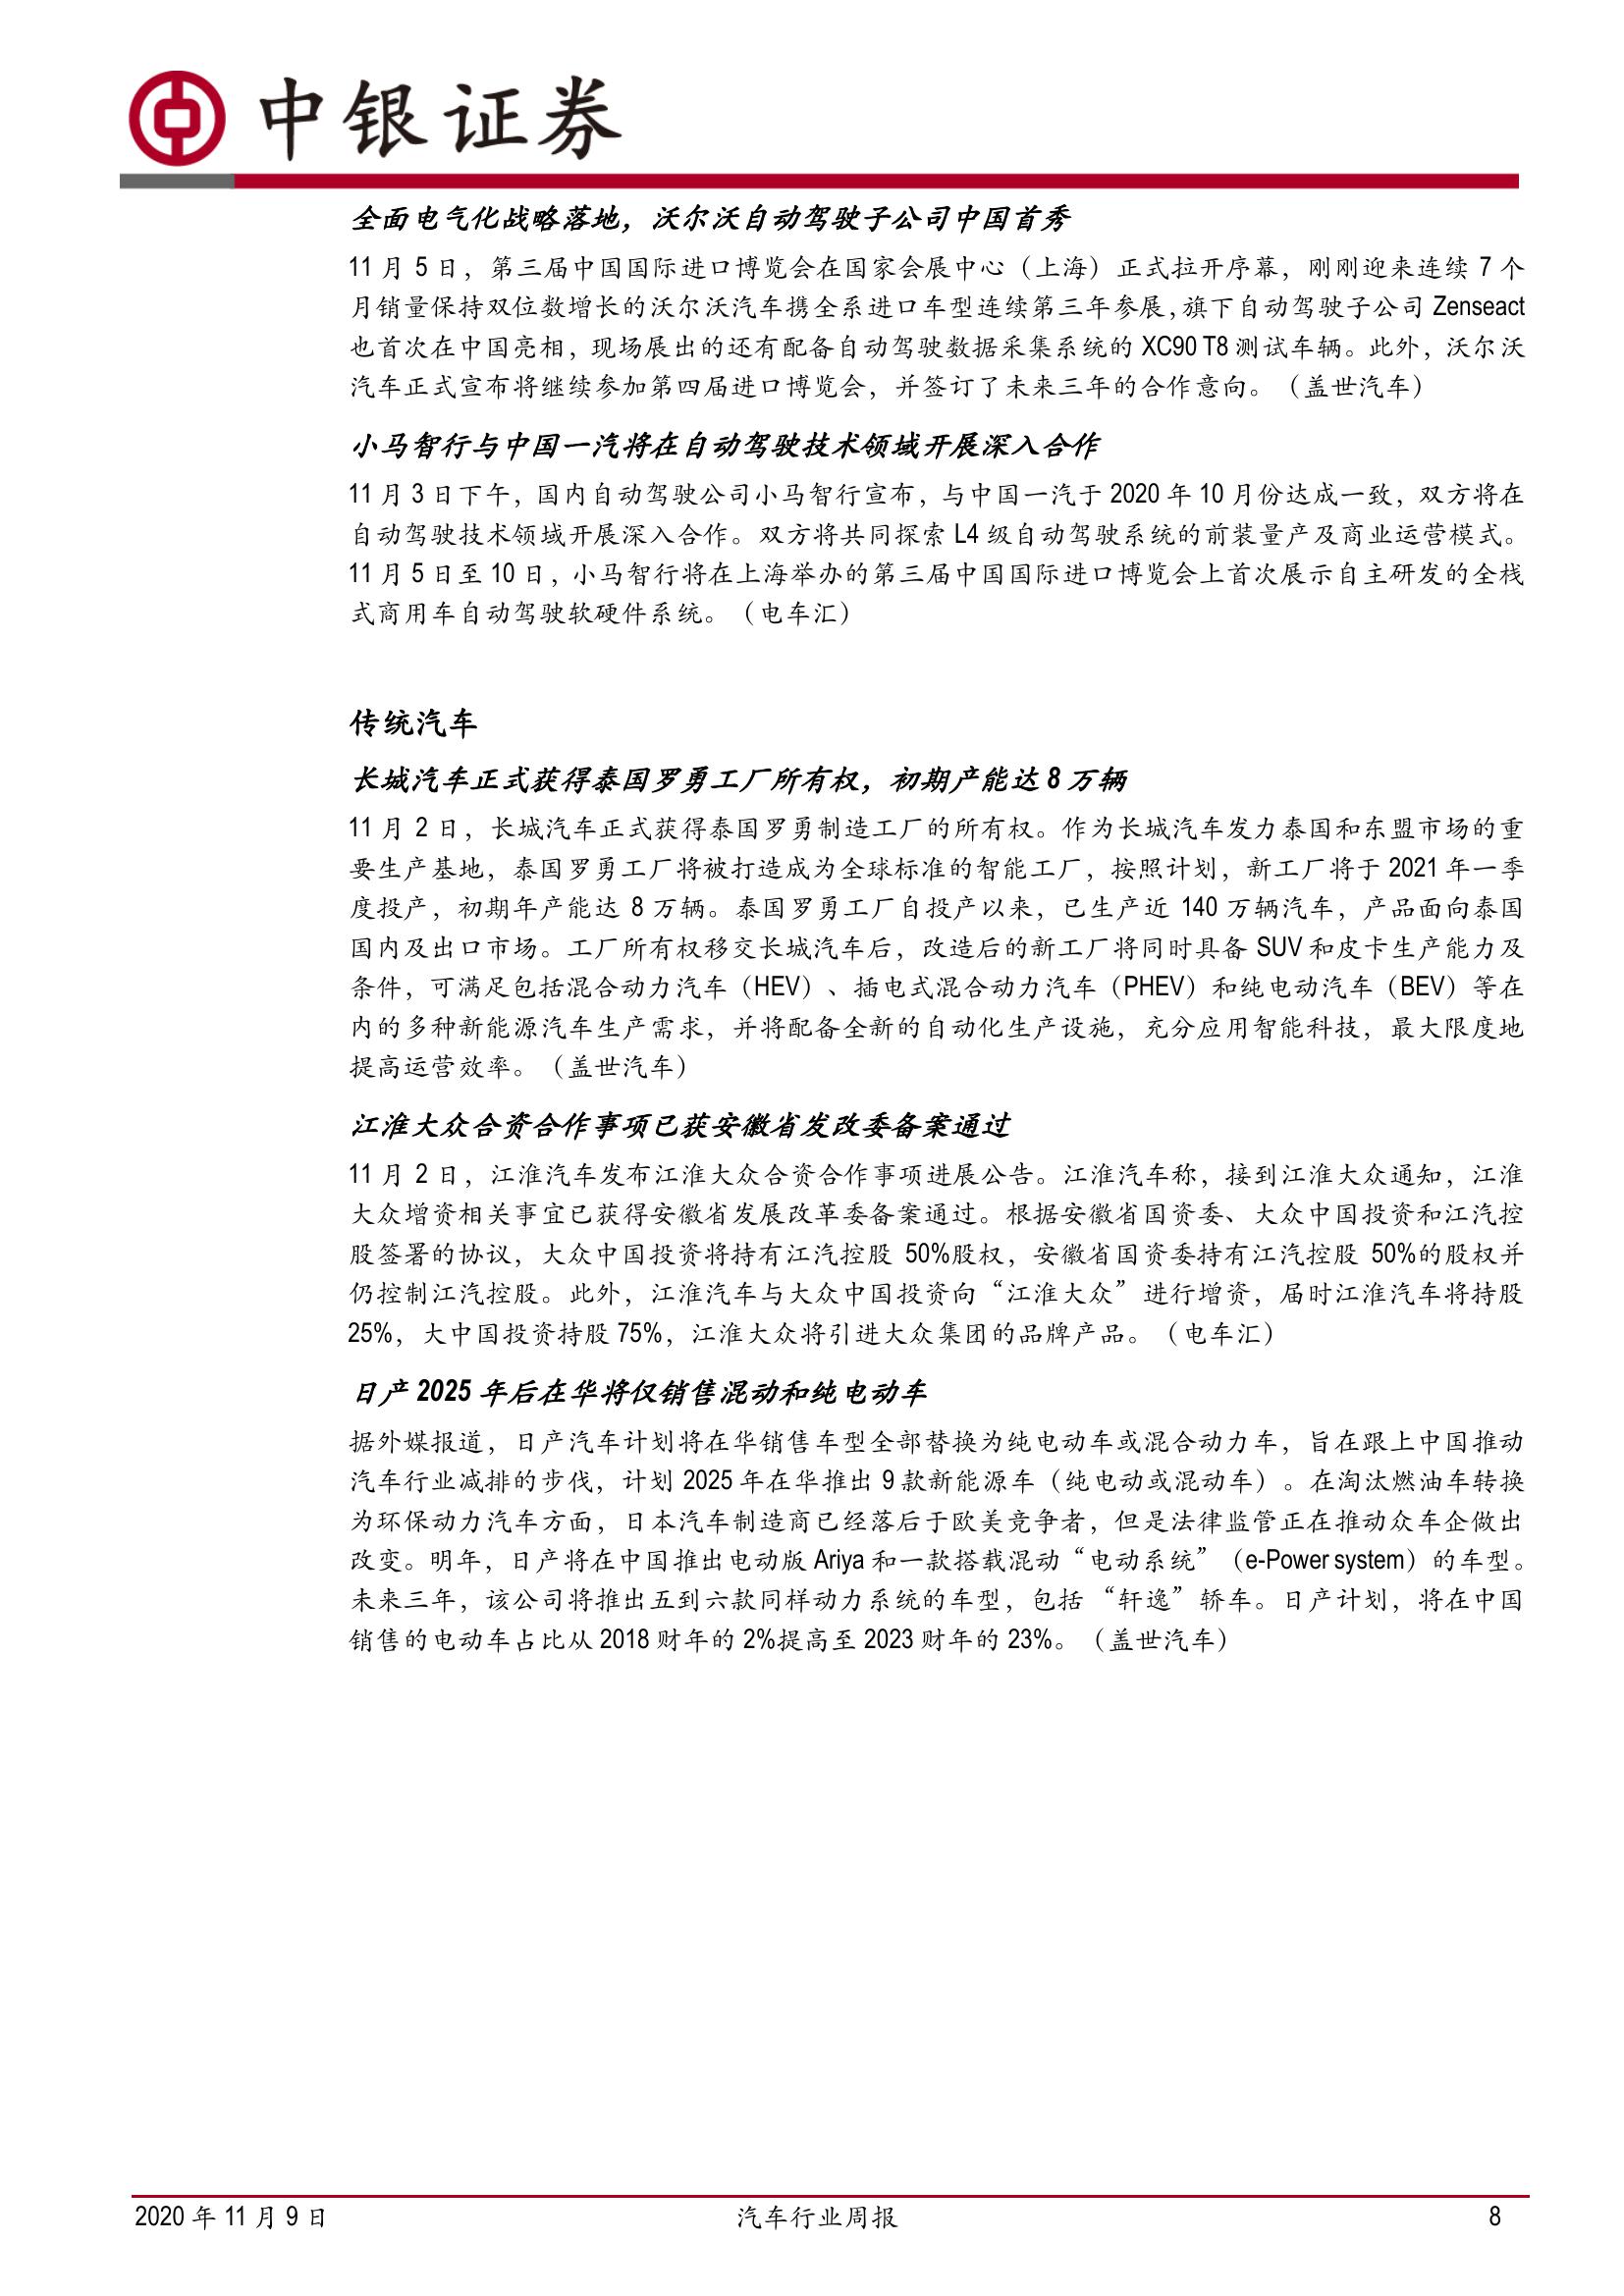 中银证券
全面电气化战略落地，沃尔沃自动驾驶子公司中国首秀
11 月 5 日，第三届中国国际进口博览会在国家会展中心（上海）正式拉开序幕，刚刚迎来连续 7 个
月销量保持双位数增长的沃尔沃汽车携全系进口车型连续第三年参展，旗下自动驾驶子公司 Zenseact
也首次在中国亮相，现场展出的还有配备自动驾驶数据采集系统的 XC90 T8 测试车辆。此外，沃尔沃
汽车正式宣布将继续参加第四届进口博览会，并签订了未来三年的合作意向。（盖世汽车）
小马智行与中国一汽将在自动驾驶技术领域开展深入合作
11 月 3 日下午，国内自动驾驶公司小马智行宣布，与中国一汽于 2020 年 10 月份达成一致，双方将在
自动驾驶技术领域开展深入合作。双方将共同探索 L4 级自动驾驶系统的前装量产及商业运营模式。
11 月 5 日至 10 日，小马智行将在上海举办的第三届中国国际进口博览会上首次展示自主研发的全栈
式商用车自动驾驶软硬件系统。（电车汇）
传统汽车
长城汽车正式获得泰国罗勇工厂所有权，初期产能达 8 万辆
11 月 2 日，长城汽车正式获得泰国罗勇制造工厂的所有权。作为长城汽车发力泰国和东盟市场的重
要生产基地，泰国罗勇工厂将被打造成为全球标准的智能工厂，按照计划，新工厂将于 2021 年一季
度投产，初期年产能达 8 万辆。泰国罗勇工厂自投产以来，已生产近 140 万辆汽车，产品面向泰国
国内及出口市场。工厂所有权移交长城汽车后，改造后的新工厂将同时具备 SUV 和皮卡生产能力及
条件，可满足包括混合动力汽车（HEV）、插电式混合动力汽车（PHEV）和纯电动汽车（BEV）等在
内的多种新能源汽车生产需求，并将配备全新的自动化生产设施，充分应用智能科技，最大限度地
提高运营效率。（盖世汽车）
江淮大众合资合作事项已获安徽省发改委备案通过
11 月 2 日，江淮汽车发布江淮大众合资合作事项进展公告。江淮汽车称，接到江淮大众通知，江淮
大众增资相关事宜已获得安徽省发展改革委备案通过。根据安徽省国资委、大众中国投资和江汽控
股签署的协议，大众中国投资将持有江汽控股 50%股权，安徽省国资委持有江汽控股 50%的股权并
仍控制江汽控股。此外，江淮汽车与大众中国投资向“江淮大众”进行增资，届时江淮汽车将持股
25%，大中国投资持股 75%，江淮大众将引进大众集团的品牌产品。（电车汇）
日产 2025 年后在华将仅销售混动和纯电动车
据外媒报道，日产汽车计划将在华销售车型全部替换为纯电动车或混合动力车，旨在跟上中国推动
汽车行业减排的步伐，计划 2025 年在华推出 9 款新能源车（纯电动或混动车）。在淘汰燃油车转换
为环保动力汽车方面，日本汽车制造商已经落后于欧美竞争者，但是法律监管正在推动众车企做出
改变。明年，日产将在中国推出电动版 Ariya 和一款搭载混动“电动系统”（e-Power system）的车型。
未来三年，该公司将推出五到六款同样动力系统的车型，包括“轩逸”轿车。日产计划，将在中国
销售的电动车占比从 2018 财年的 2%提高至 2023 财年的 23%。（盖世汽车）
2020 年 11 月 9 日
汽车行业周报
8